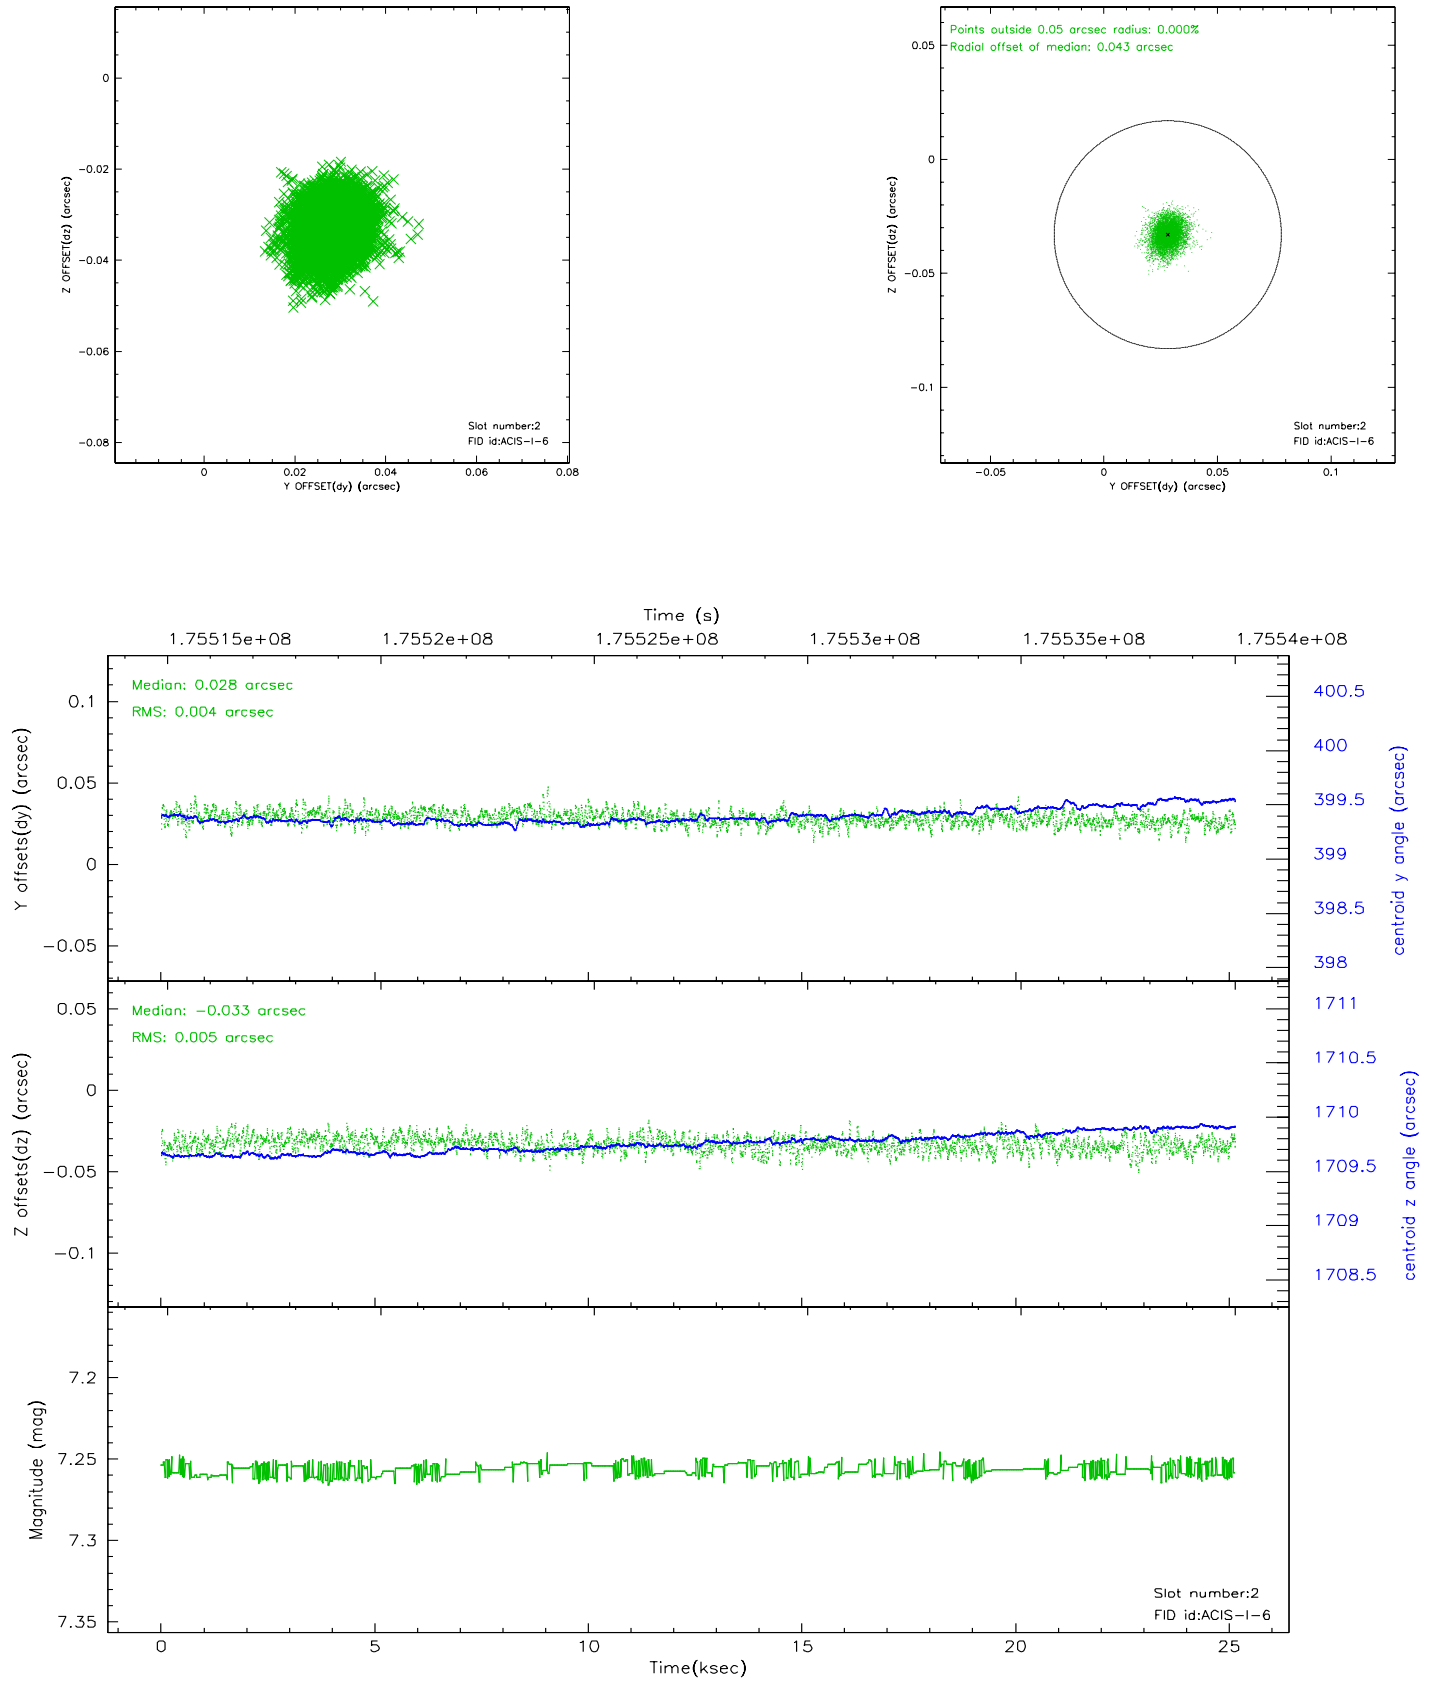 0
-0.02
-0.04
-0.06
-0.08
Z OFFSET(dz) (arcsec)
Slot number:2
FID id:ACIS-I-6
0 0.02 0.04 0.06 0.08
Y OFFSET(dy) (arcsec)
Points outside 0.05 arcsec radius: 0.000%
Radial offset of median: 0.043 arcsec
0.05
0
-0.05
-0.1
Z OFFSET(dz) (arcsec)
Slot number:2
FID id:ACIS-I-6
-0.05 0 0.05 0.1
Y OFFSET(dy) (arcsec)
Time (s)
1.75515e+08 1.7552e+08 1.75525e+08 1.7553e+08 1.75535e+08 1.7554e+08
Median: 0.028 arcsec
RMS: 0.004 arcsec
0.1
0.05
0
-0.05
Y offsets(dy) (arcsec)
400.5
400
399.5
399
398.5
398
centroid y angle (arcsec)
Median: -0.033 arcsec
RMS: 0.005 arcsec
0.05
0
-0.05
-0.1
Z offsets(dz) (arcsec)
1711
1710.5
1710
1709.5
1709
1708.5
centroid z angle (arcsec)
7.2
7.25
7.3
7.35
Magnitude (mag)
Slot number:2
FID id:ACIS-I-6
0 5 10 15 20 25
Time(ksec)